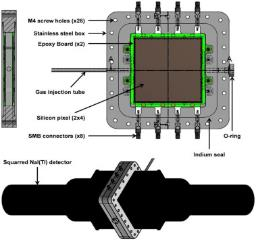 M4 screw holes (x26)
Stainless steel box
Epoxy Board (x2)
A
A
Gas injection tube
Silicon pixel (2x4)
SMB connectors (x8)
O-ring
Indium seal
Squarred NaI(Tl) detector